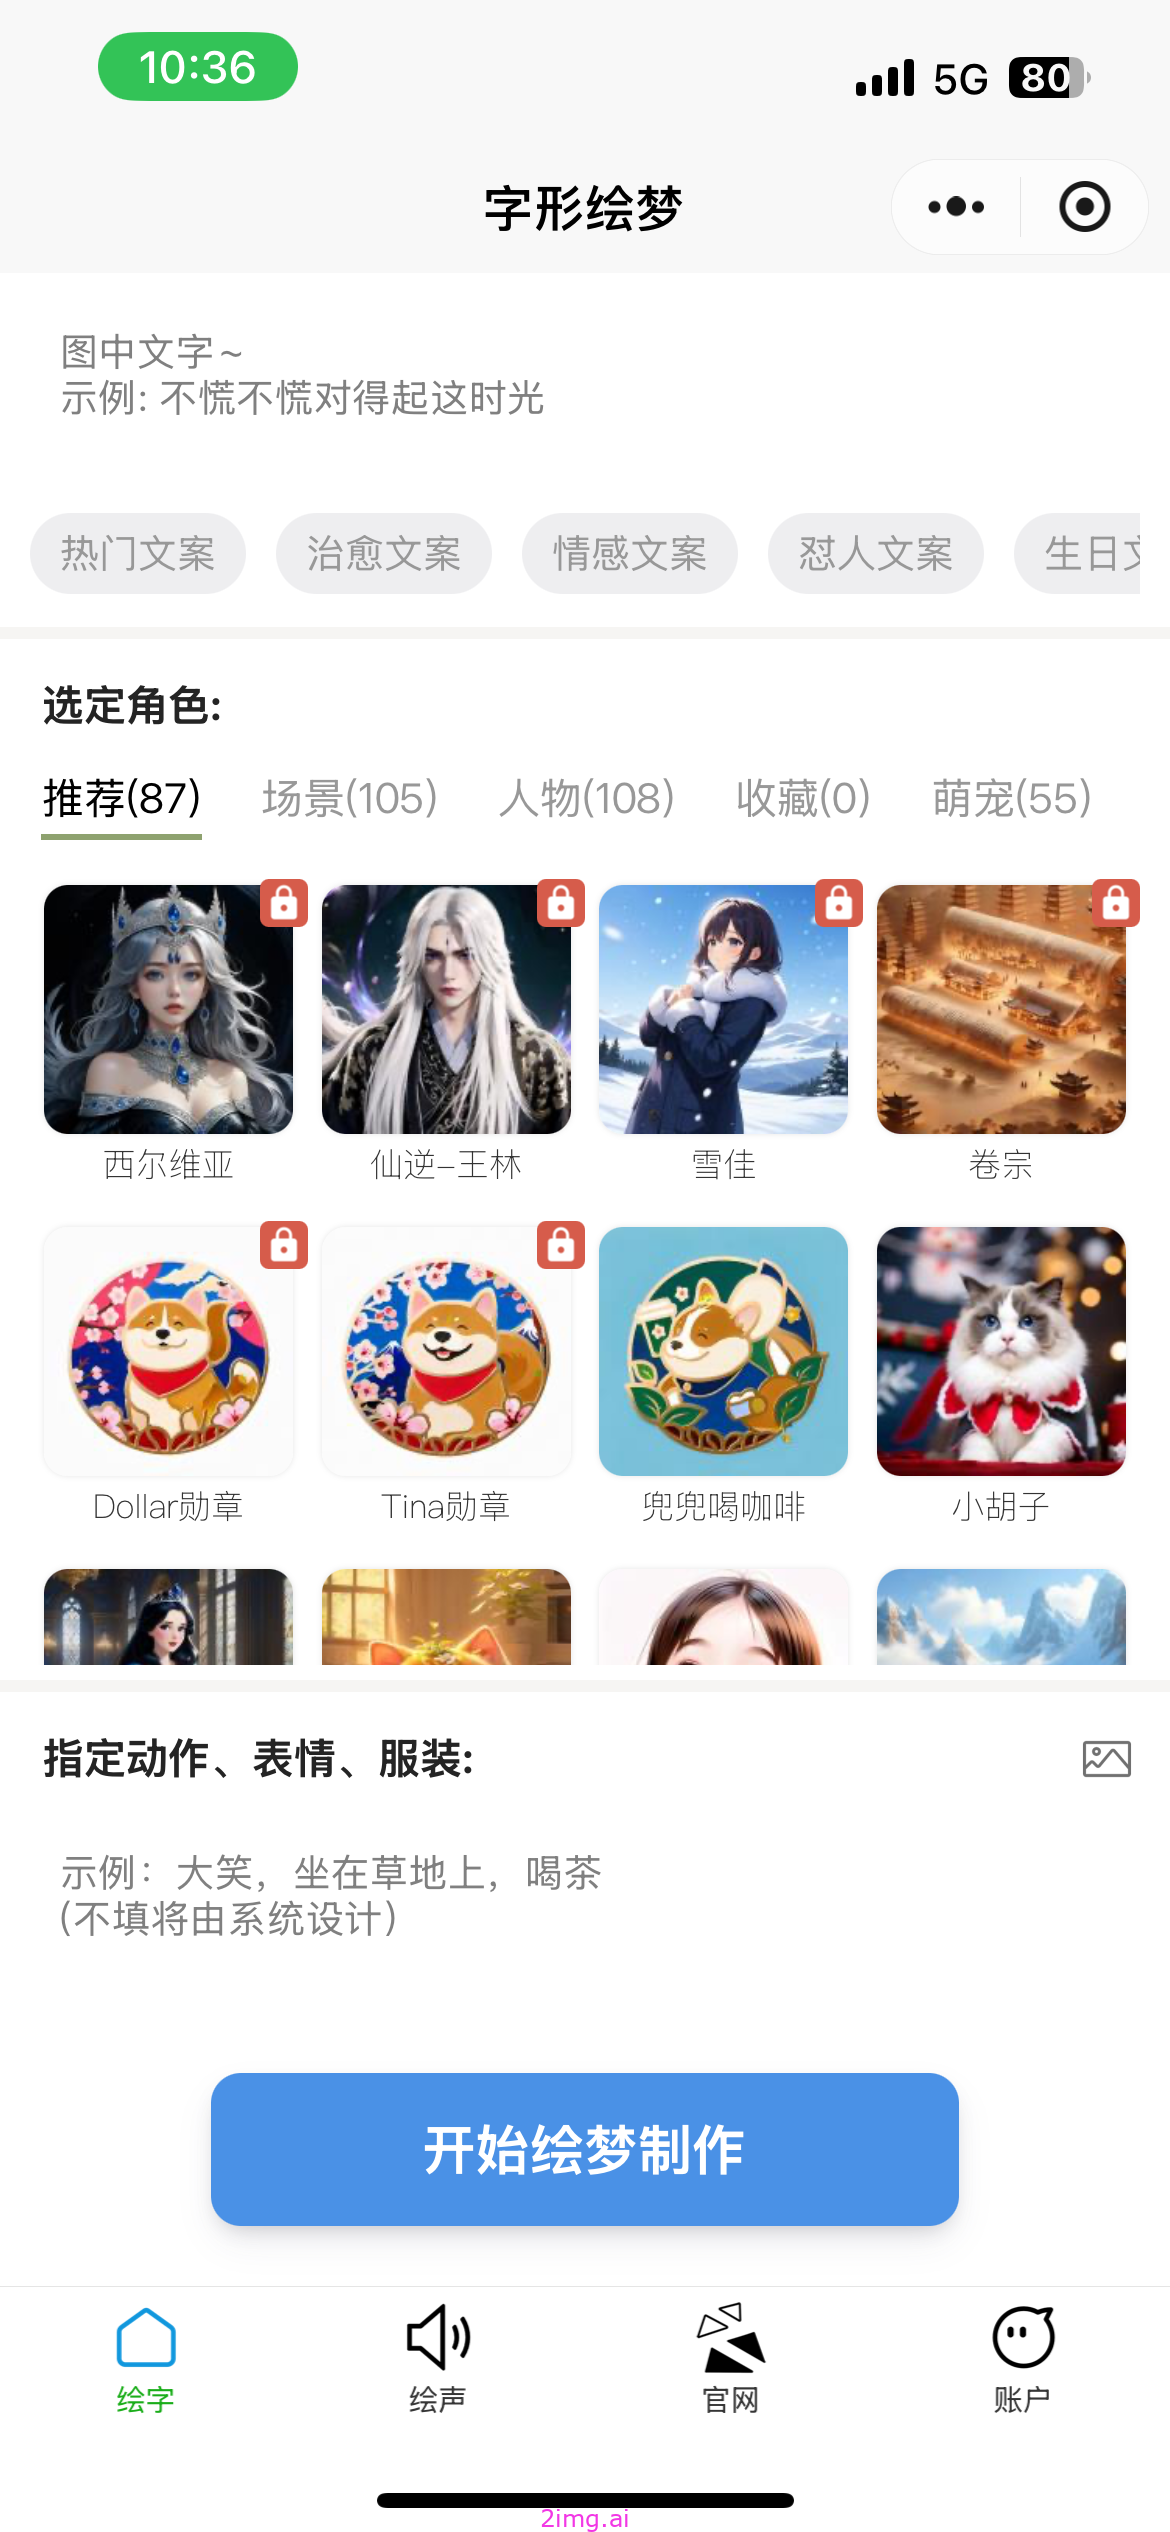 10:36
5G
80
字形绘梦
图中文字~
示例: 不慌不慌对得起这时光
热门文案
治愈文案
情感文案
怼人文案
生日文
选定角色:
推荐(87)
场景(105)
人物(108)
收藏(0)
萌宠(55)
西尔维亚
仙逆-王林
雪佳
卷宗
Dollar勋章
Tina勋章
兜兜喝咖啡
小胡子
指定动作、表情、服装:
示例：大笑，坐在草地上，喝茶
(不填将由系统设计)
开始绘梦制作
绘字
绘声
官网
账户
2img.ai